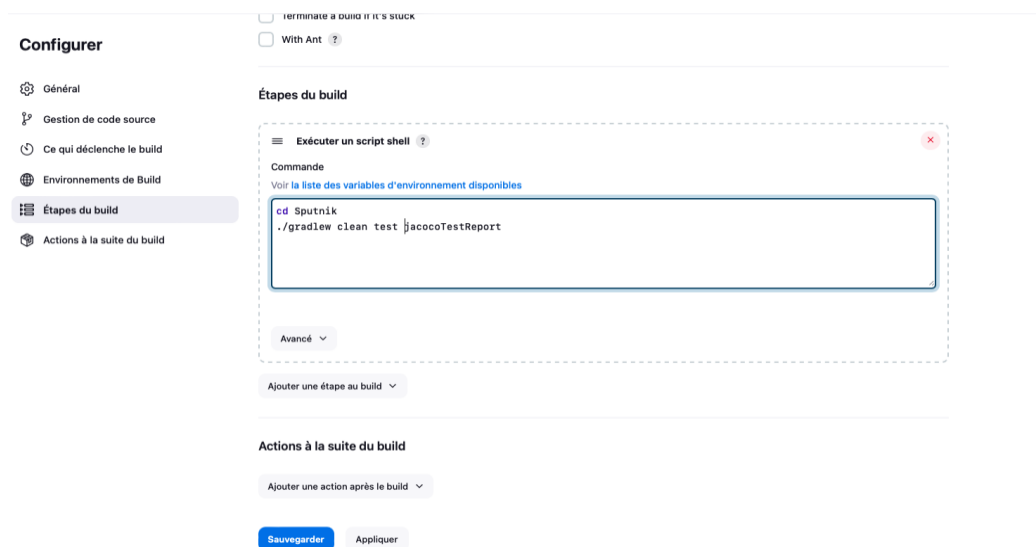 Terminate a build if it's stuck
With Ant ?
Configurer
Général
Gestion de code source
Ce qui déclenche le build
Environnements de Build
Étapes du build
Actions à la suite du build
Étapes du build
Exécuter un script shell ?
Commande
Voir la liste des variables d'environnement disponibles
cd Sputnik
./gradlew clean test jacocoTestReport
Avancé
Ajouter une étape au build
Actions à la suite du build
Ajouter une action après le build
Sauvegarder
Appliquer